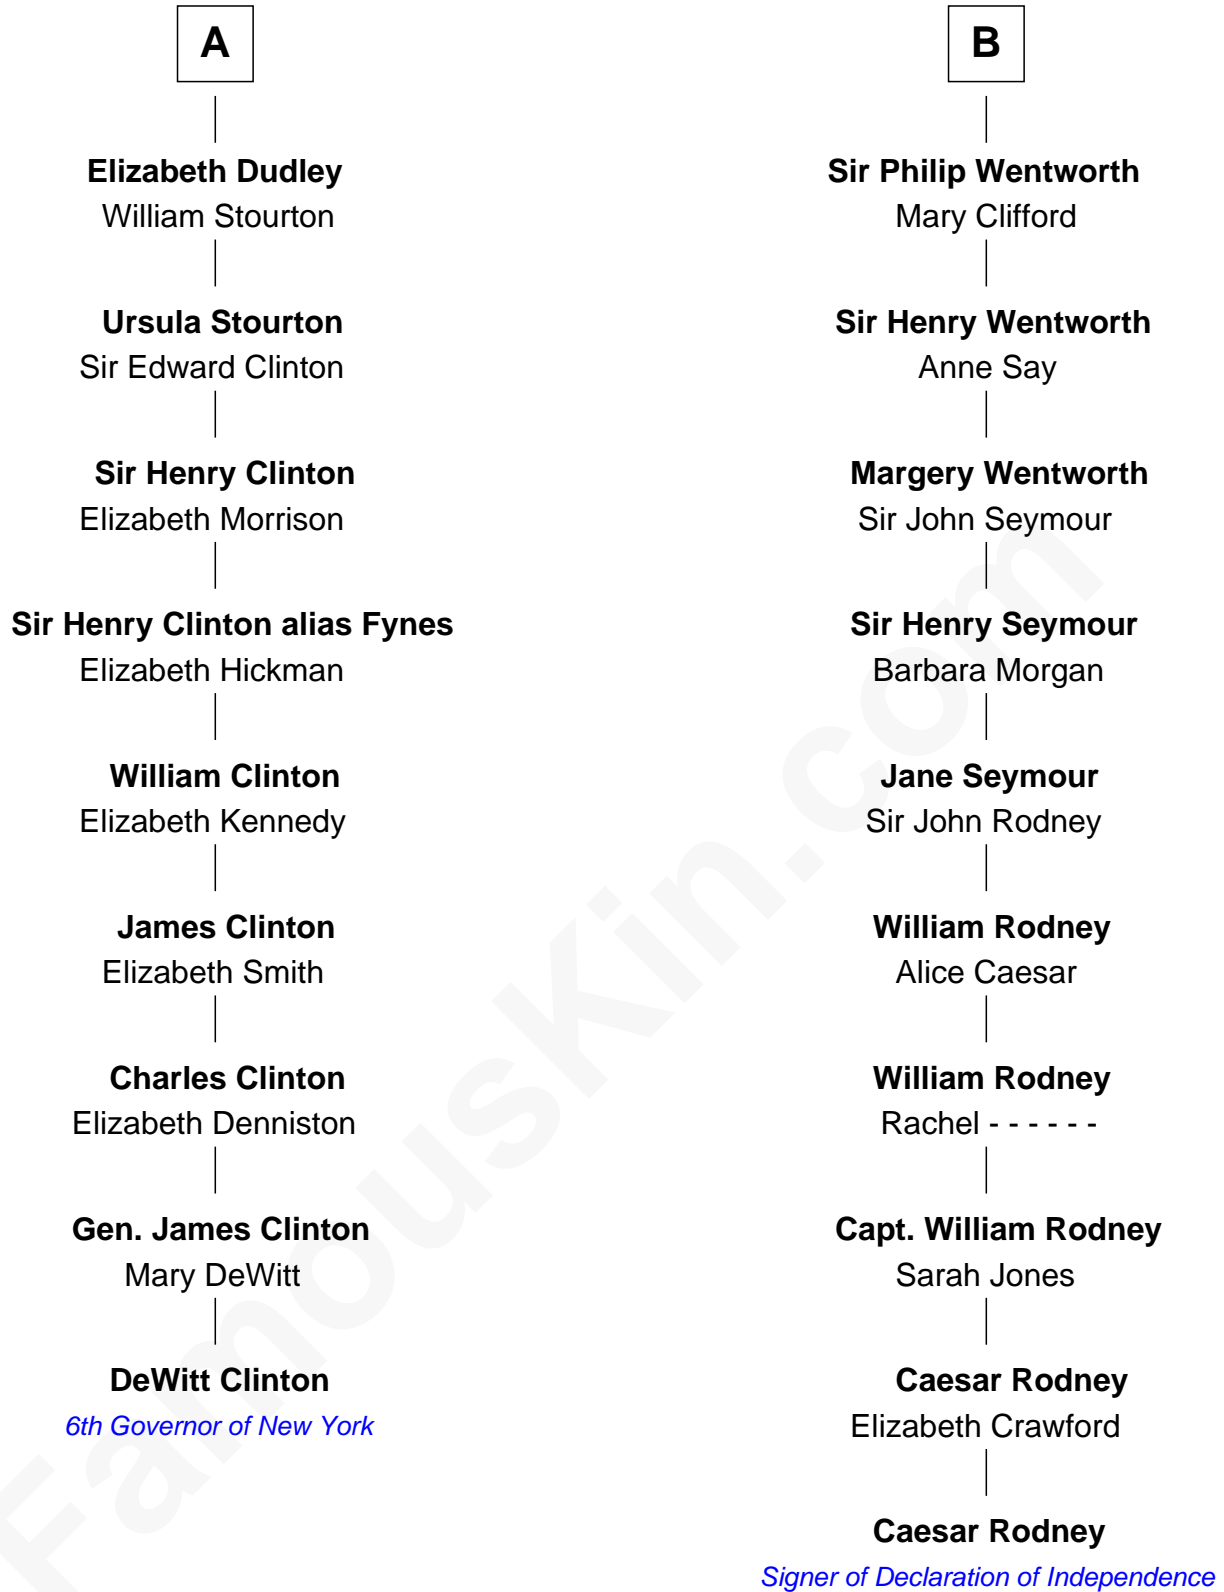 A
Elizabeth Dudley
William Stourton
Ursula Stourton
Sir Edward Clinton
Sir Henry Clinton
Elizabeth Morrison
Sir Henry Clinton alias Fynes
Elizabeth Hickman
William Clinton
Elizabeth Kennedy
James Clinton
Elizabeth Smith
Charles Clinton
Elizabeth Denniston
Gen. James Clinton
Mary DeWitt
DeWitt Clinton
6th Governor of New York
B
Sir Philip Wentworth
Mary Clifford
Sir Henry Wentworth
Anne Say
Margery Wentworth
Sir John Seymour
Sir Henry Seymour
Barbara Morgan
Jane Seymour
Sir John Rodney
William Rodney
Alice Caesar
William Rodney
Rachel - - - - - -
Capt. William Rodney
Sarah Jones
Caesar Rodney
Elizabeth Crawford
Caesar Rodney
Signer of Declaration of Independence
FamousKin.com